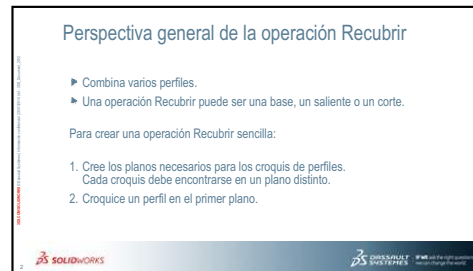 Perspectiva general de la operación Recubrir
Combina varios perfiles.
Una operación Recubrir puede ser una base, un saliente o un corte.
Para crear una operación Recubrir sencilla:
1. Cree los planos necesarios para los croquis de perfiles.
Cada croquis debe encontrarse en un plano distinto.
2. Croquice un perfil en el primer plano.
2
SOLIDWORKS
DASSAULT SYSTEMES